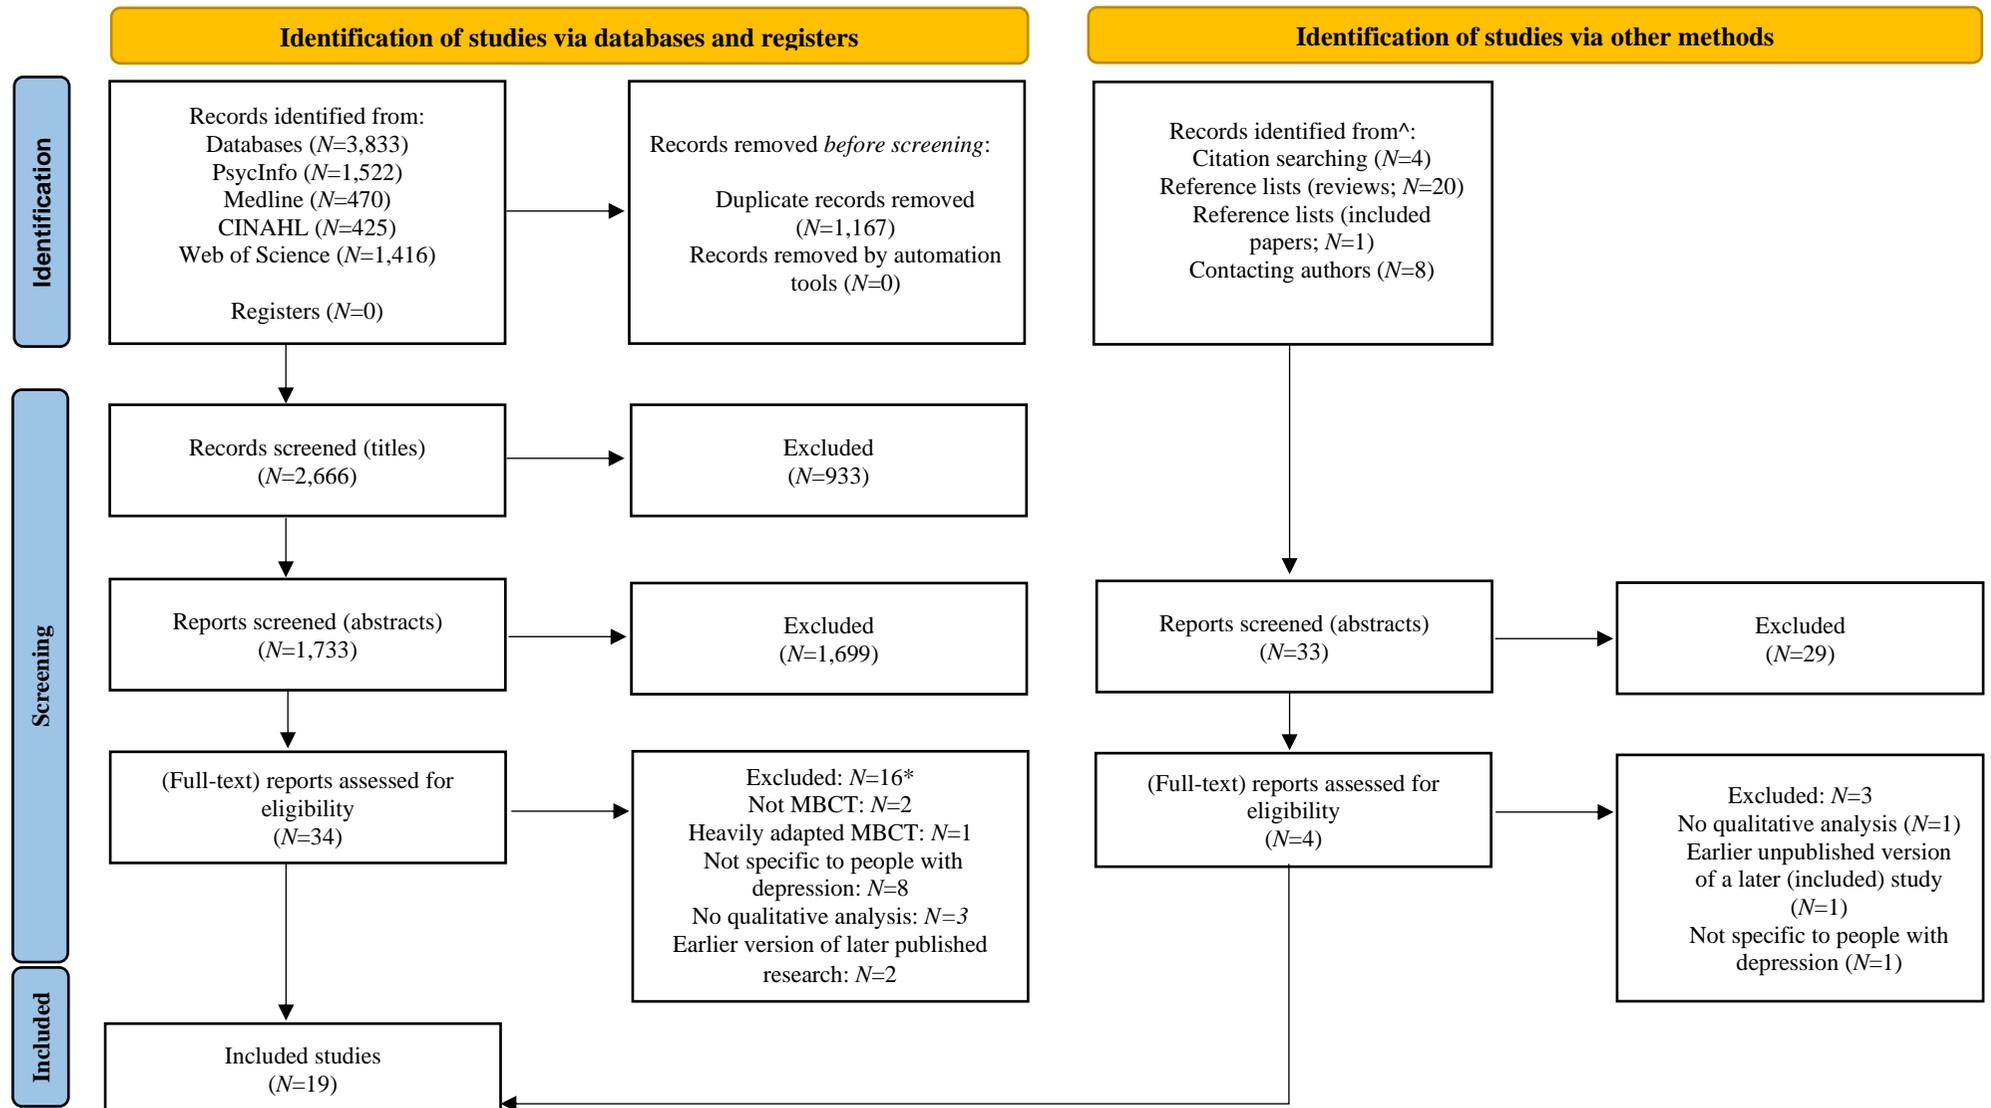 Identification of studies via databases and registers
Identification of studies via other methods
Identification
Records identified from:
Databases (N=3,833)
PsycInfo (N=1,522)
Medline (N=470)
CINAHL (N=425)
Web of Science (N=1,416)
Registers (N=0)
Records removed before screening:
Duplicate records removed
(N=1,167)
Records removed by automation
tools (N=0)
Records identified from^:
Citation searching (N=4)
Reference lists (reviews; N=20)
Reference lists (included
papers; N=1)
Contacting authors (N=8)
Screening
Records screened (titles)
(N=2,666)
Excluded
(N=933)
Reports screened (abstracts)
(N=1,733)
Excluded
(N=1,699)
Reports screened (abstracts)
(N=33)
Excluded
(N=29)
(Full-text) reports assessed for
eligibility
(N=34)
Excluded: N=16*
Not MBCT: N=2
Heavily adapted MBCT: N=1
Not specific to people with
depression: N=8
No qualitative analysis: N=3
Earlier version of later published
research: N=2
(Full-text) reports assessed for
eligibility
(N=4)
Excluded: N=3
No qualitative analysis (N=1)
Earlier unpublished version
of a later (included) study
(N=1)
Not specific to people with
depression (N=1)
Included
Included studies
(N=19)